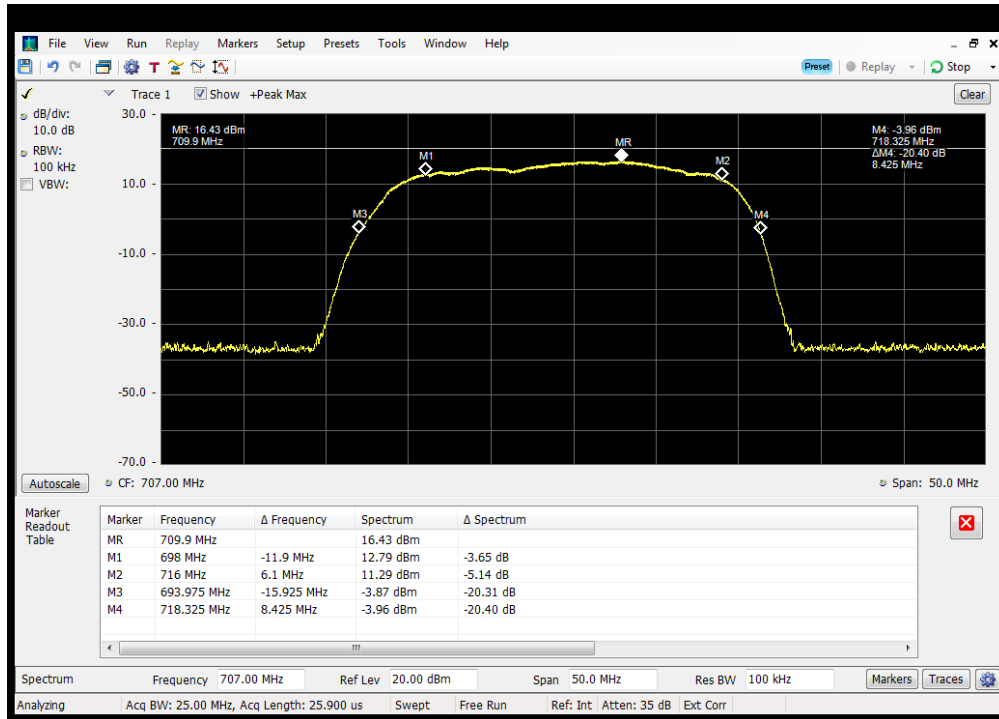 File View Run Replay Markers Setup Presets Tools Window Help
T Preset Replay Stop
Trace 1 Show +Peak Max Clear
dB/div:
10.0 dB
RBW:
100 kHz
VBW:
30.0
10.0
-10.0
-30.0
-50.0
-70.0
MR: 16.43 dBm
709.9 MHz
M4: -3.96 dBm
718.325 MHz
ΔM4: -20.40 dB
8.425 MHz
M1
MR
M2
M3
M4
Autoscale CF: 707.00 MHz Span: 50.0 MHz
Marker
Readout
Table
Marker Frequency Δ Frequency Spectrum Δ Spectrum
MR 709.9 MHz 16.43 dBm
M1 698 MHz -11.9 MHz 12.79 dBm -3.65 dB
M2 716 MHz 6.1 MHz 11.29 dBm -5.14 dB
M3 693.975 MHz -15.925 MHz -3.87 dBm -20.31 dB
M4 718.325 MHz 8.425 MHz -3.96 dBm -20.40 dB
Spectrum Frequency 707.00 MHz Ref Lev 20.00 dBm Span 50.0 MHz Res BW 100 kHz Markers Traces
Analyzing Acq BW: 25.00 MHz, Acq Length: 25.900 us Swept Free Run Ref: Int Atten: 35 dB Ext Corr